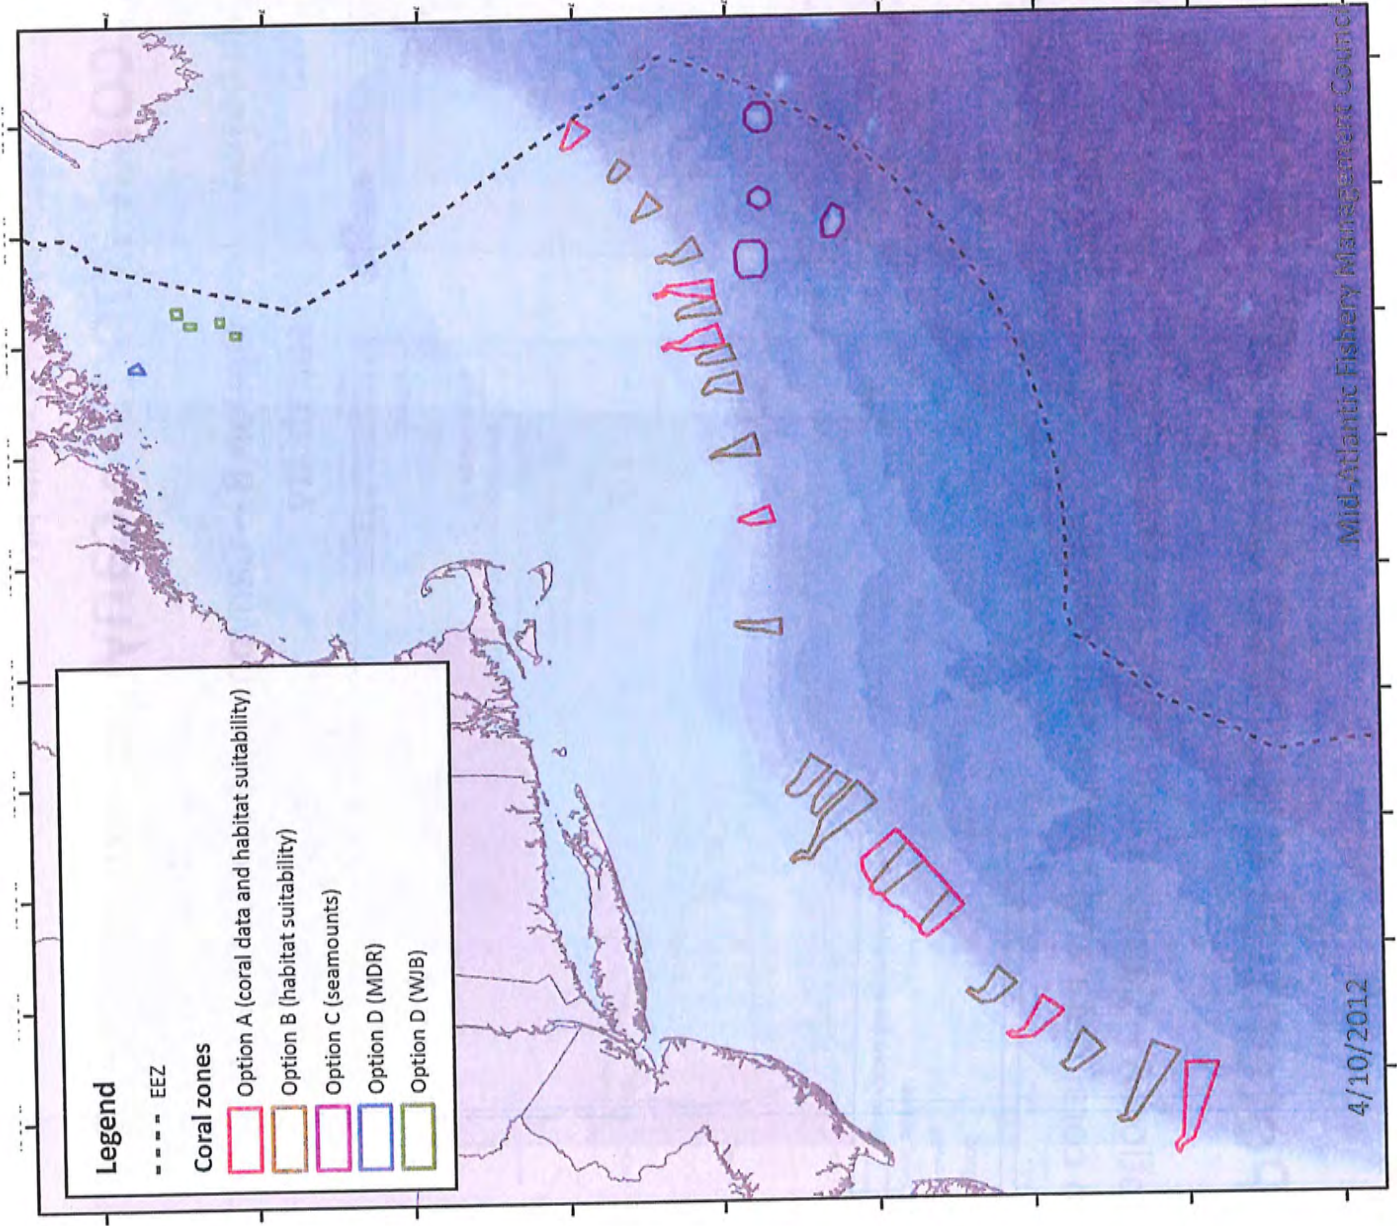 Legend
EEZ
Coral zones
Option A (coral data and habitat suitability)
Option B (habitat suitability)
Option C (seamounts)
Option D (MDR)
Option D (WJB)
4/10/2012
Mid-Atlantic Fishery Management Council